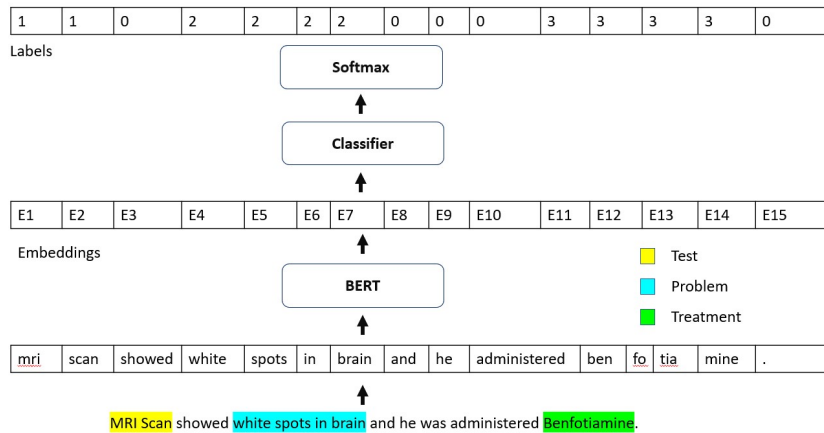 1 1 0 2 2 2 2 0 0 0 3 3 3 3 0
Labels
Softmax
Classifier
E1 E2 E3 E4 E5 E6 E7 E8 E9 E10 E11 E12 E13 E14 E15
Embeddings
BERT
Test
Problem
Treatment
mri scan showed white spots in brain and he administered ben fo tia mine .
MRI Scan showed white spots in brain and he was administered Benfotiamine.